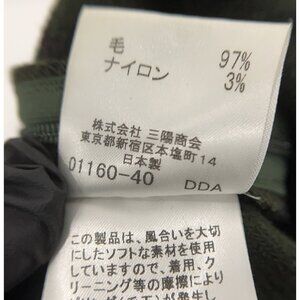 毛 97%
ナイロン 3%
株式会社 三陽商会
東京都新宿区本塩町14
日本製
01160-40 DDA
この製品は、風合いを大切
にしたソフトな素材を使用
していますので、着用、ク
リーニング等の摩擦により